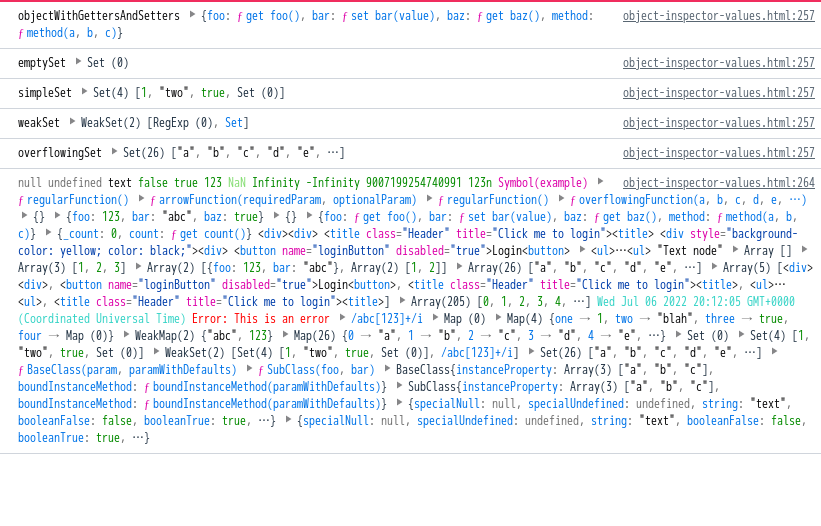 objectWithGettersAndSetters ▶ {foo: ƒ get foo(), bar: ƒ set bar(value), baz: ƒ get baz(), method: object-inspector-values.html:257
ƒ method(a, b, c)}
emptySet ▶ Set (0) object-inspector-values.html:257
simpleSet ▶ Set(4) [1, "two", true, Set (0)] object-inspector-values.html:257
weakSet ▶ WeakSet(2) [RegExp (0), Set] object-inspector-values.html:257
overflowingSet ▶ Set(26) ["a", "b", "c", "d", "e", …] object-inspector-values.html:257
null undefined text false true 123 NaN Infinity -Infinity 9007199254740991 123n Symbol(example) ▶ object-inspector-values.html:264
ƒ regularFunction() ▶ ƒ arrowFunction(requiredParam, optionalParam) ▶ ƒ regularFunction() ▶ ƒ overflowingFunction(a, b, c, d, e, …)
▶ {} ▶ {foo: 123, bar: "abc", baz: true} ▶ {} ▶ {foo: ƒ get foo(), bar: ƒ set bar(value), baz: ƒ get baz(), method: ƒ method(a, b,
c)} ▶ {_count: 0, count: ƒ get count()} <div><div> <title class="Header" title="Click me to login"><title> <div style="background-
color: yellow; color: black;"><div> <button name="loginButton" disabled="true">Login<button> ▶ <ul>…<ul> "Text node" ▶ Array [] ▶
Array(3) [1, 2, 3] ▶ Array(2) [{foo: 123, bar: "abc"}, Array(2) [1, 2]] ▶ Array(26) ["a", "b", "c", "d", "e", …] ▶ Array(5) [<div>
<div>, <button name="loginButton" disabled="true">Login<button>, <title class="Header" title="Click me to login"><title>, <ul>…
<ul>, <title class="Header" title="Click me to login"><title>] ▶ Array(205) [0, 1, 2, 3, 4, …] Wed Jul 06 2022 20:12:05 GMT+0000
(Coordinated Universal Time) Error: This is an error ▶ /abc[123]+/i ▶ Map (0) ▶ Map(4) {one → 1, two → "blah", three → true,
four → Map (0)} ▶ WeakMap(2) {"abc", 123} ▶ Map(26) {0 → "a", 1 → "b", 2 → "c", 3 → "d", 4 → "e", …} ▶ Set (0) ▶ Set(4) [1,
"two", true, Set (0)] ▶ WeakSet(2) [Set(4) [1, "two", true, Set (0)], /abc[123]+/i] ▶ Set(26) ["a", "b", "c", "d", "e", …] ▶
ƒ BaseClass(param, paramWithDefaults) ▶ ƒ SubClass(foo, bar) ▶ BaseClass{instanceProperty: Array(3) ["a", "b", "c"],
boundInstanceMethod: ƒ boundInstanceMethod(paramWithDefaults)} ▶ SubClass{instanceProperty: Array(3) ["a", "b", "c"],
boundInstanceMethod: ƒ boundInstanceMethod(paramWithDefaults)} ▶ {specialNull: null, specialUndefined: undefined, string: "text",
booleanFalse: false, booleanTrue: true, …} ▶ {specialNull: null, specialUndefined: undefined, string: "text", booleanFalse: false,
booleanTrue: true, …}